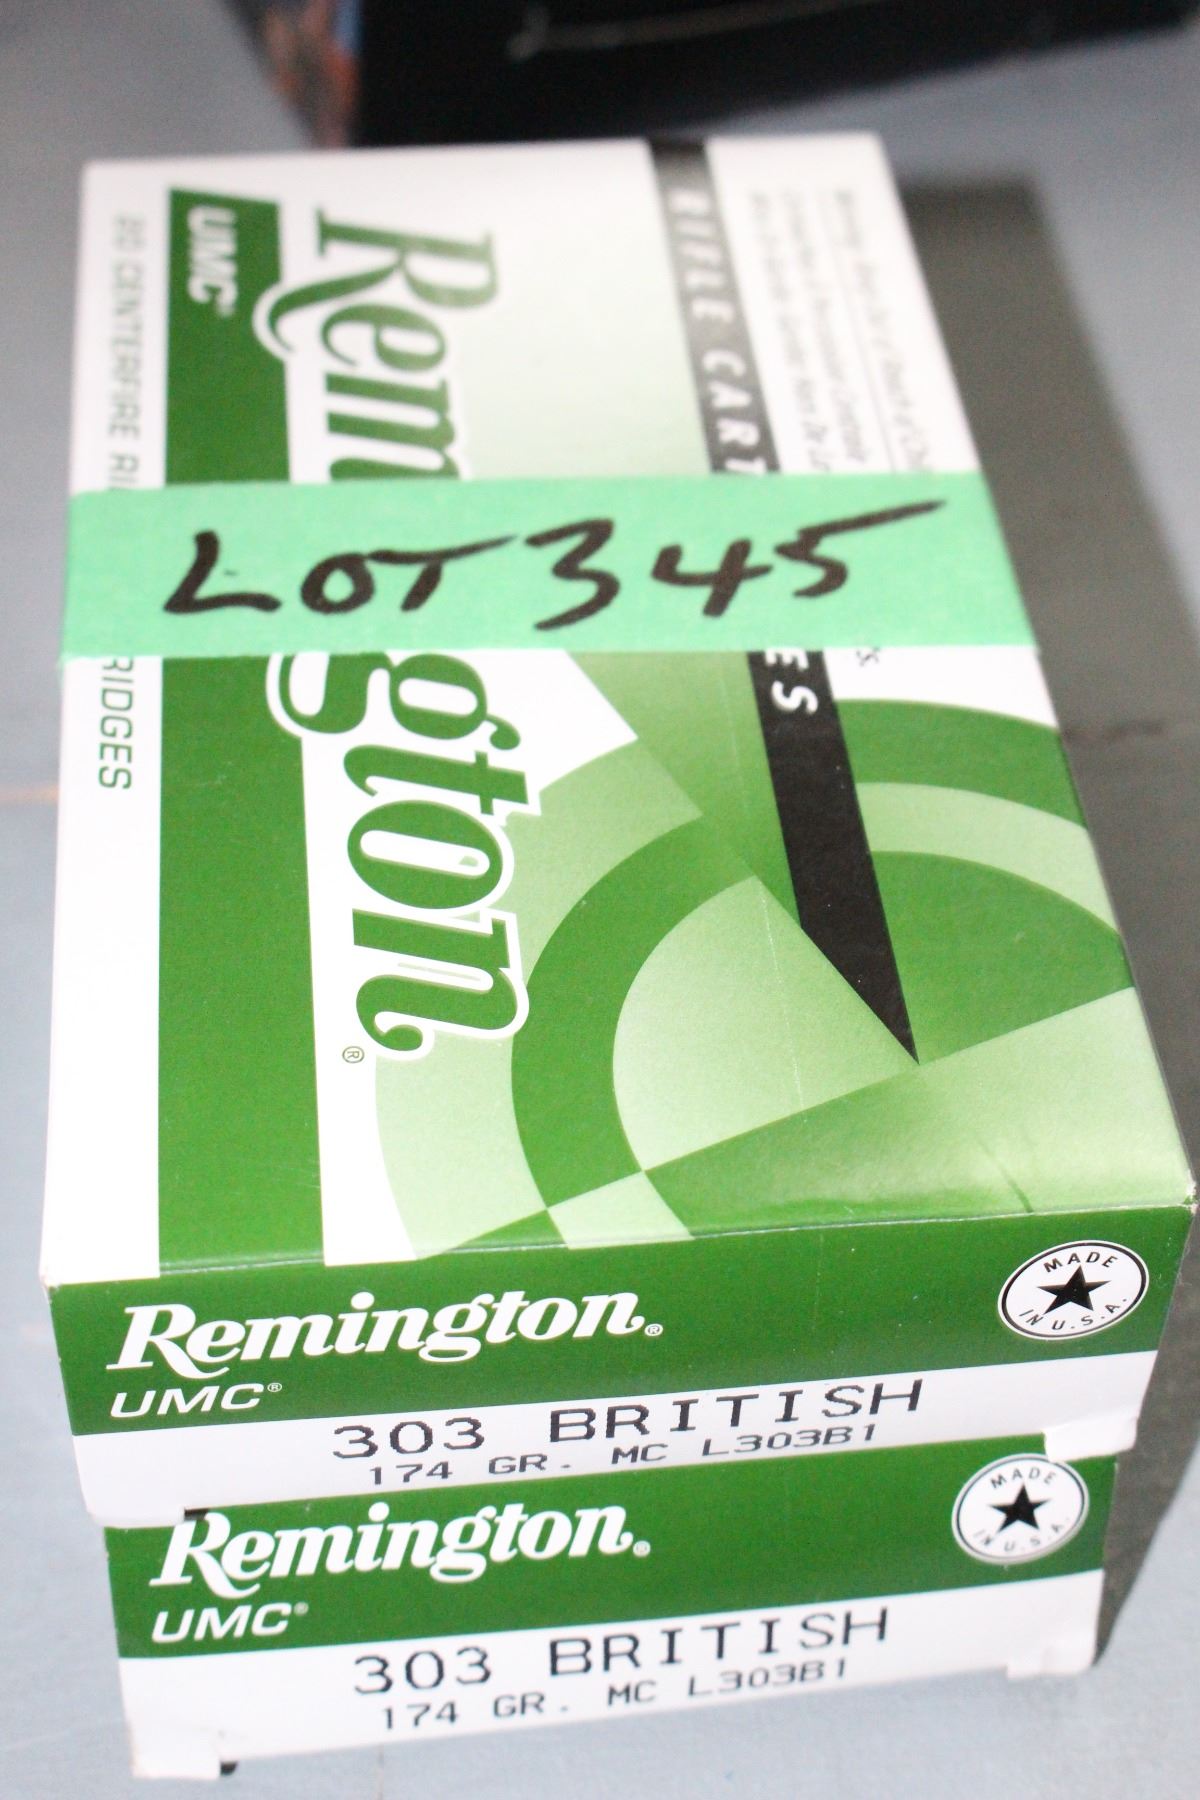 Remington®
UMC®
20 CENTERFIRE RIDGES
RIFLE CART ES
LOT 345
Remington®
UMC®
MADE IN U.S.A.
303 BRITISH
174 GR. MC L303B1
Remington®
UMC®
MADE IN U.S.A.
303 BRITISH
174 GR. MC L303B1